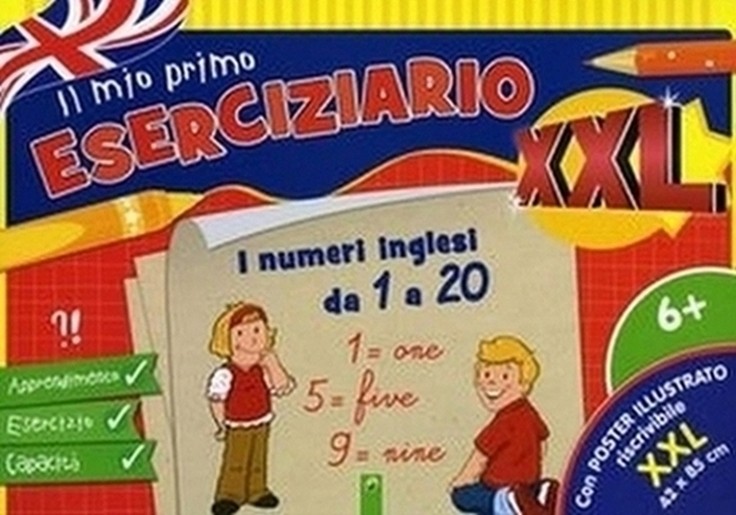 Il mio primo
ESERCIZIARIO
XXL
I numeri inglesi
da 1 a 20
1 = one
5 = five
9 = nine
?!
Apprendimento ✓
Esercizio ✓
Capacità ✓
6+
Con POSTER ILLUSTRATO
riscrivibile
XXL
42 x 85 cm